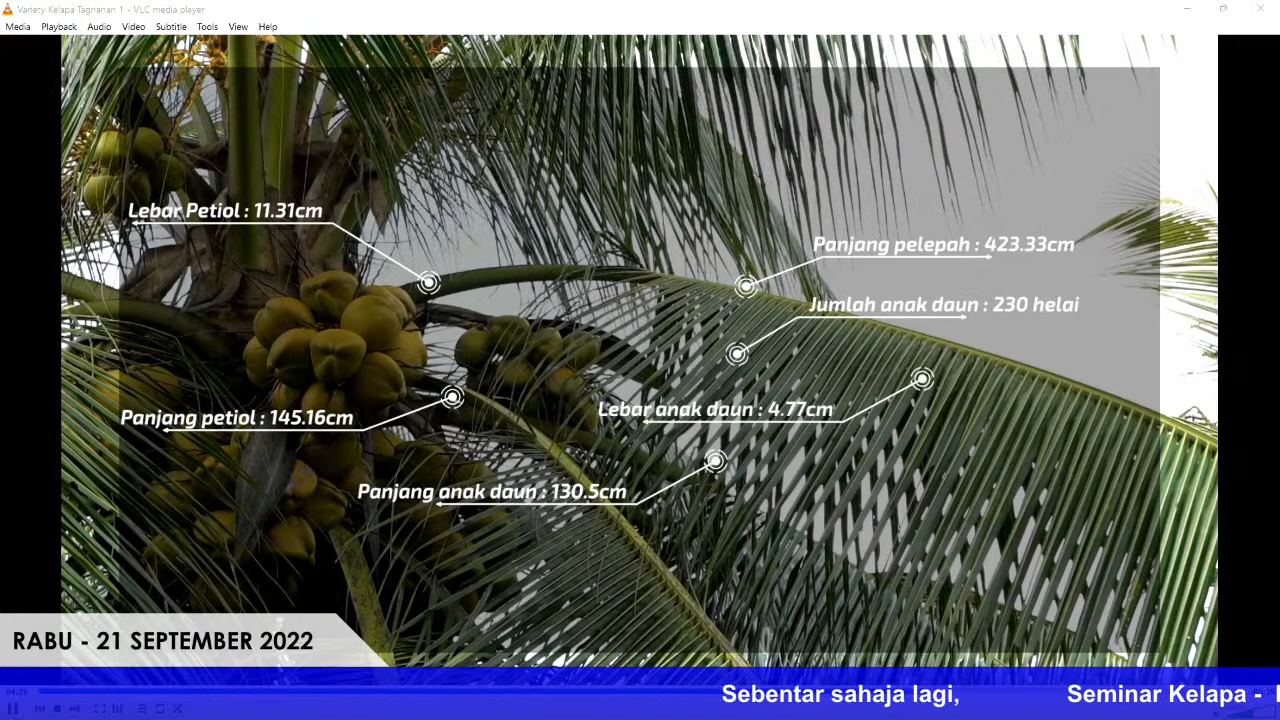 Variety Kelapa Tagnanan 1 - VLC media player
Media Playback Audio Video Subtitle Tools View Help
Lebar Petiol : 11.31cm
Panjang pelepah : 423.33cm
Jumlah anak daun : 230 helai
Lebar anak daun : 4.77cm
Panjang petiol : 145.16cm
Panjang anak daun : 130.5cm
RABU - 21 SEPTEMBER 2022
04:26
Sebentar sahaja lagi, Seminar Kelapa -